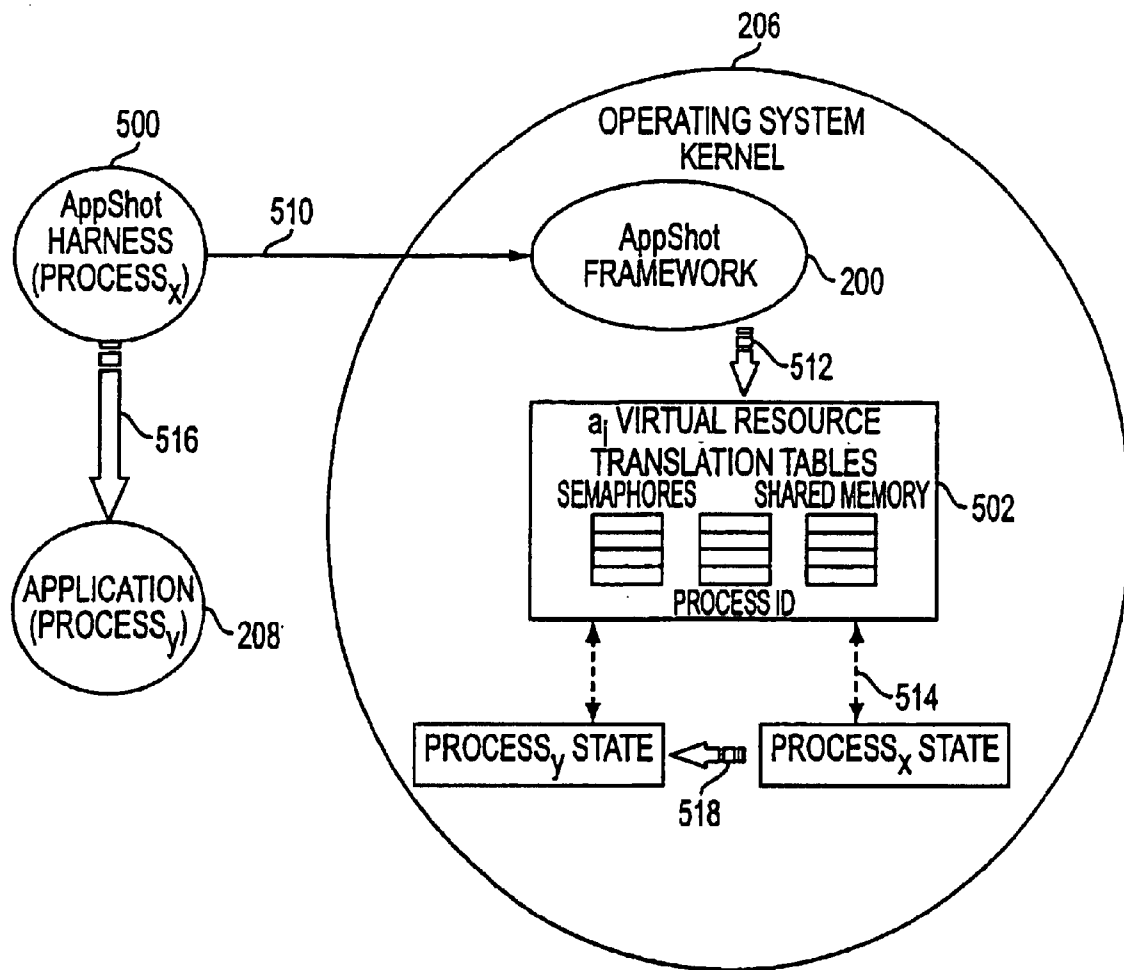 206
OPERATING SYSTEM
KERNEL
500
AppShot
HARNESS
(PROCESSx)
510
AppShot
FRAMEWORK
200
512
516
ai VIRTUAL RESOURCE
TRANSLATION TABLES
SEMAPHORES SHARED MEMORY
502
PROCESS ID
APPLICATION
(PROCESSy)
208
514
PROCESSy STATE
PROCESSx STATE
518